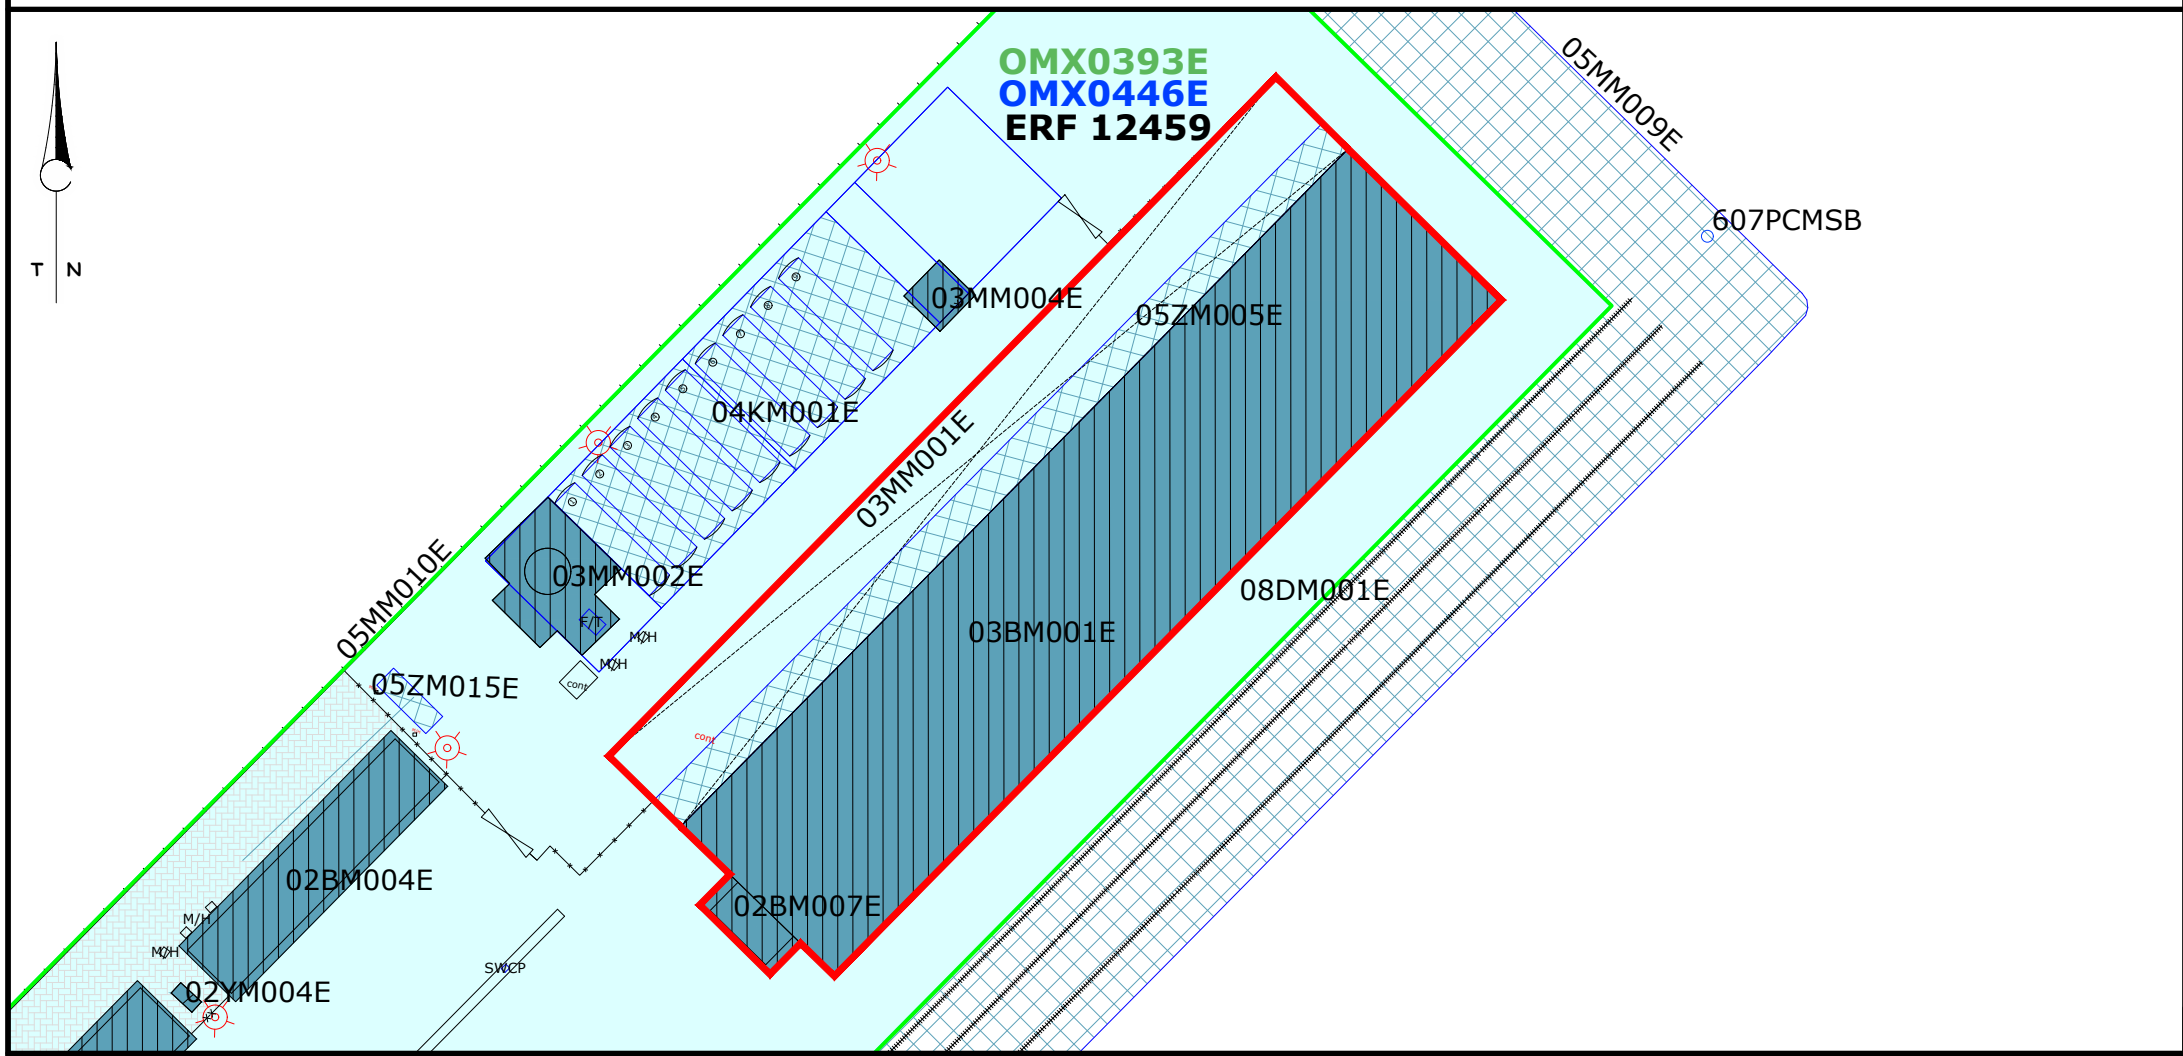 OMX0393E
OMX0446E
ERF 12459
05MM009E
607PCMSB
T N
03MM004E
05ZM005E
04KM001E
03MM001E
03MM002E
F/T
M/H
M/H
cont
05MM010E
05ZM015E
08DM001E
03BM001E
cont
02BM004E
02BM007E
M/H
M/H
SWCP
02YM004E